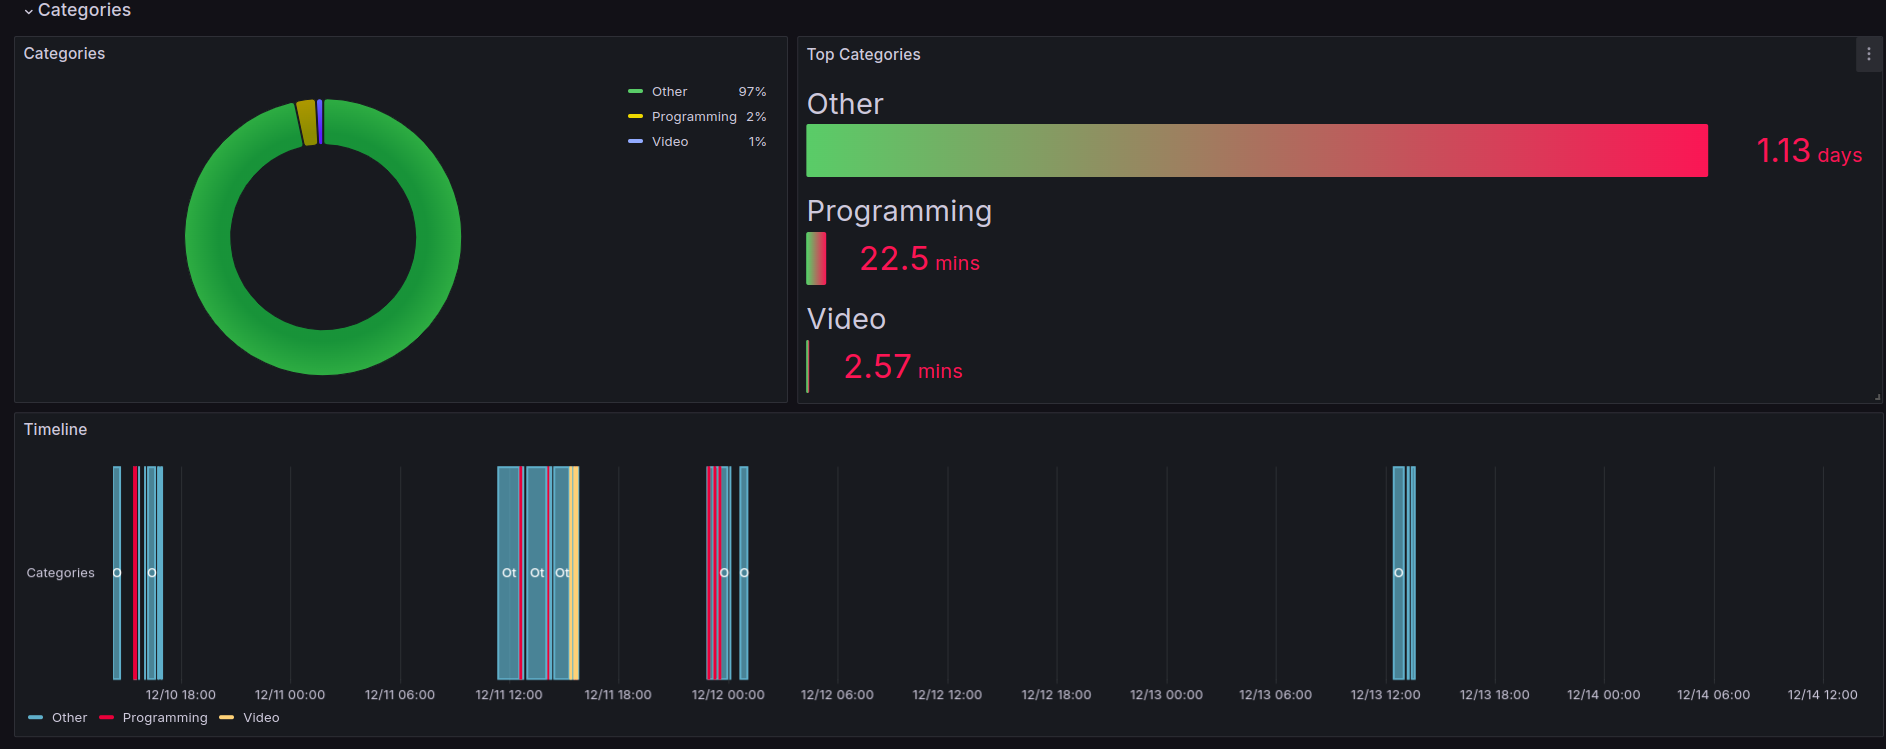 Categories
Categories
Other 97%
Programming 2%
Video 1%
Top Categories
Other
1.13 days
Programming
22.5 mins
Video
2.57 mins
Timeline
Categories
O O Ot Ot Ot O O O
12/10 18:00 12/11 00:00 12/11 06:00 12/11 12:00 12/11 18:00 12/12 00:00 12/12 06:00 12/12 12:00 12/12 18:00 12/13 00:00 12/13 06:00 12/13 12:00 12/13 18:00 12/14 00:00 12/14 06:00 12/14 12:00
Other Programming Video